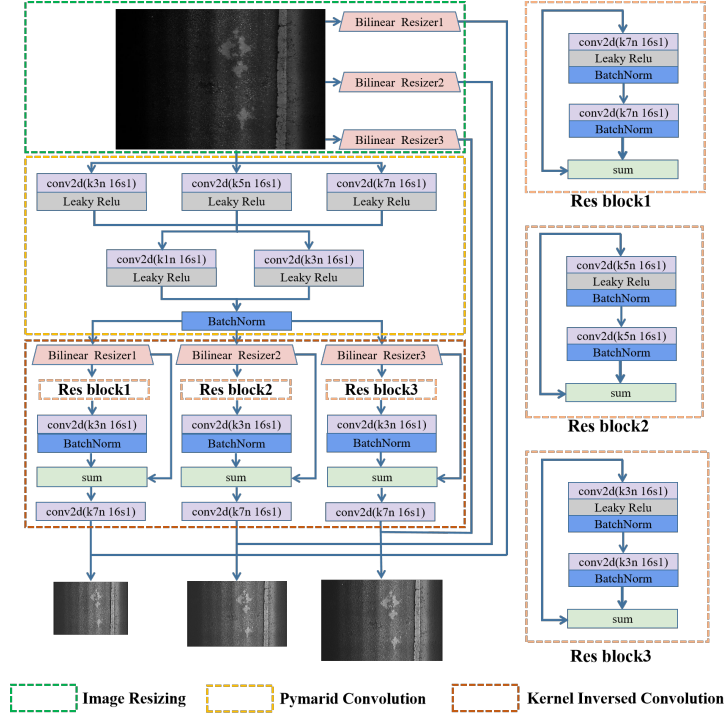 Bilinear Resizer1
Bilinear Resizer2
Bilinear Resizer3
conv2d(k3n 16s1)
Leaky Relu
conv2d(k5n 16s1)
Leaky Relu
conv2d(k7n 16s1)
Leaky Relu
conv2d(k1n 16s1)
Leaky Relu
conv2d(k3n 16s1)
Leaky Relu
BatchNorm
Bilinear Resizer1
Bilinear Resizer2
Bilinear Resizer3
Res block1
Res block2
Res block3
conv2d(k3n 16s1)
BatchNorm
conv2d(k3n 16s1)
BatchNorm
conv2d(k3n 16s1)
BatchNorm
sum
sum
sum
conv2d(k7n 16s1)
conv2d(k7n 16s1)
conv2d(k7n 16s1)
conv2d(k7n 16s1)
Leaky Relu
BatchNorm
conv2d(k7n 16s1)
BatchNorm
sum
Res block1
conv2d(k5n 16s1)
Leaky Relu
BatchNorm
conv2d(k5n 16s1)
BatchNorm
sum
Res block2
conv2d(k3n 16s1)
Leaky Relu
BatchNorm
conv2d(k3n 16s1)
BatchNorm
sum
Res block3
Image Resizing
Pymarid Convolution
Kernel Inversed Convolution